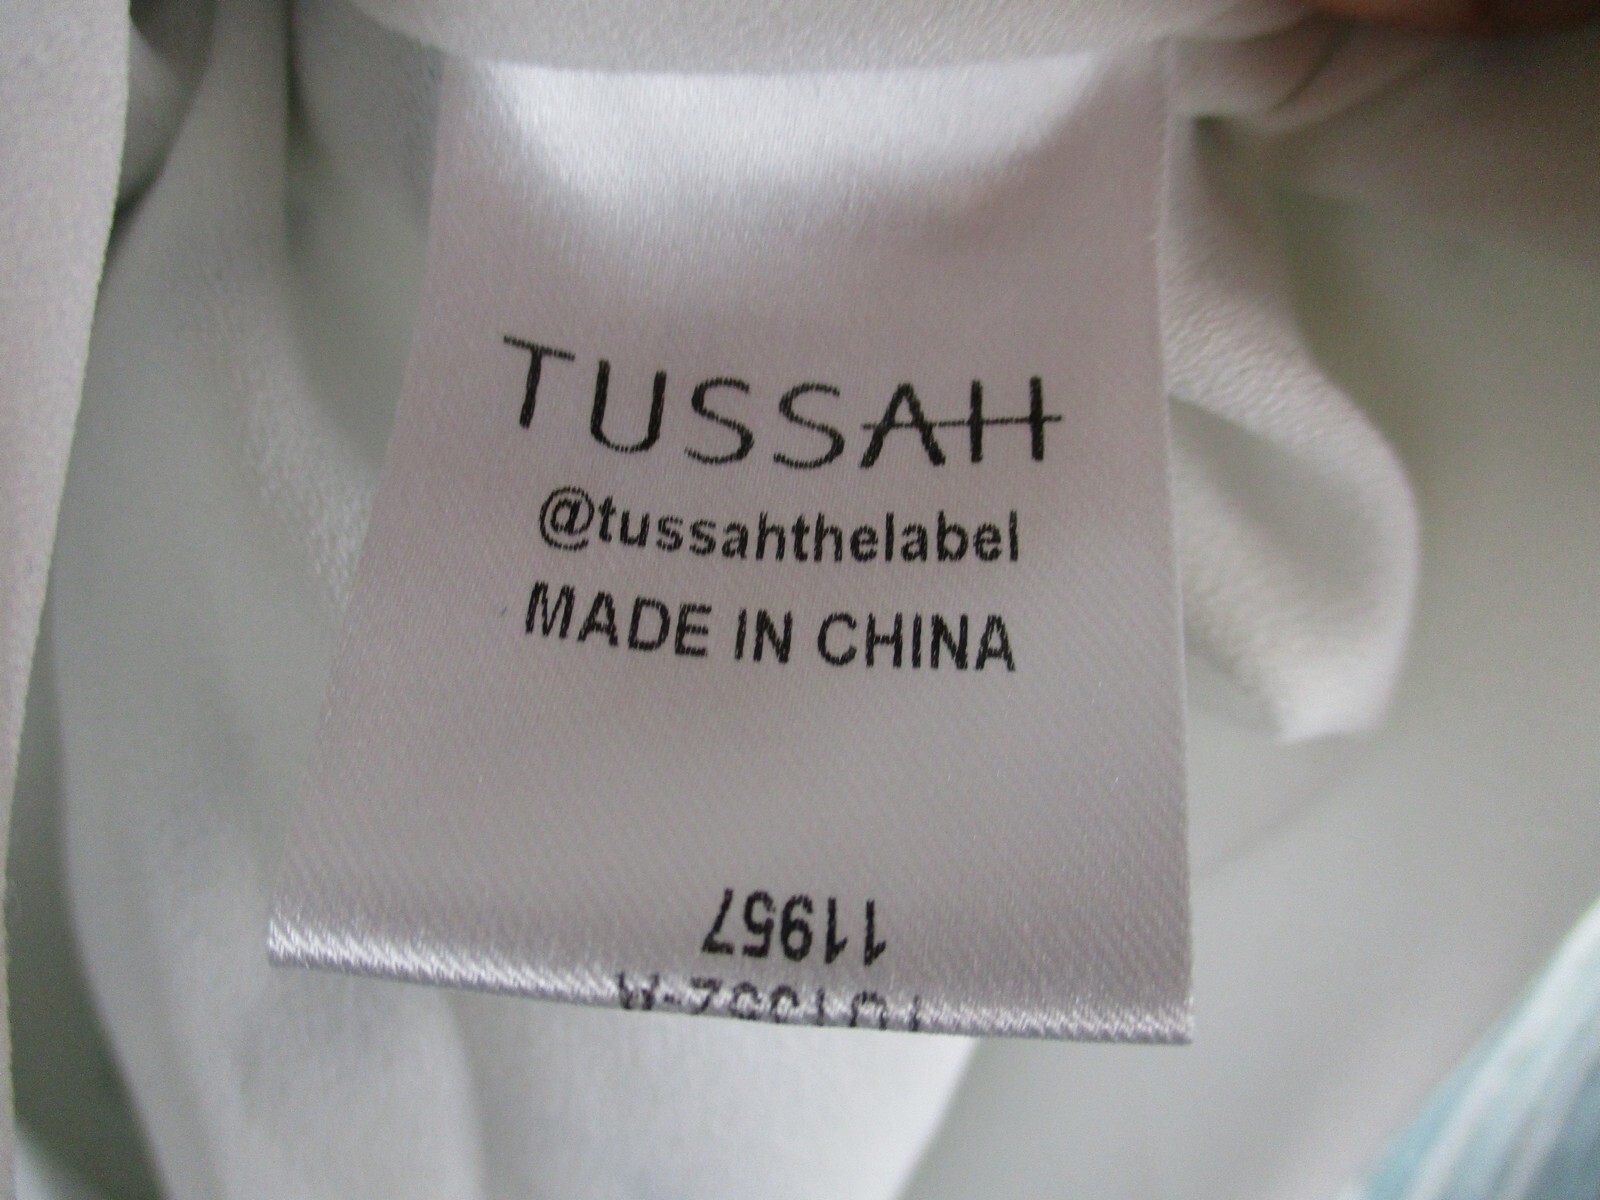 TUSSAH
@tussahthelabel
MADE IN CHINA
11957